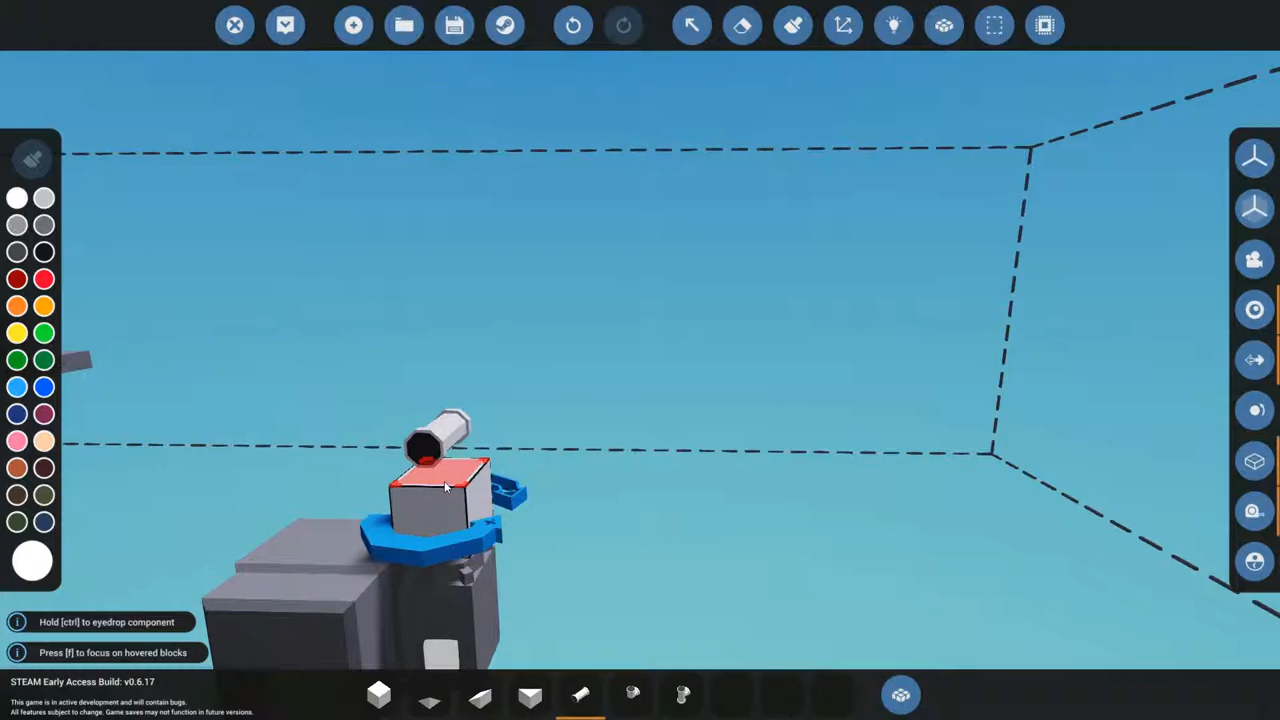 Hold [ctrl] to eyedrop component
Press [f] to focus on hovered blocks
STEAM Early Access Build: v0.6.17
This game is in active development and will contain bugs.
All features subject to change. Game saves may not function in future versions.